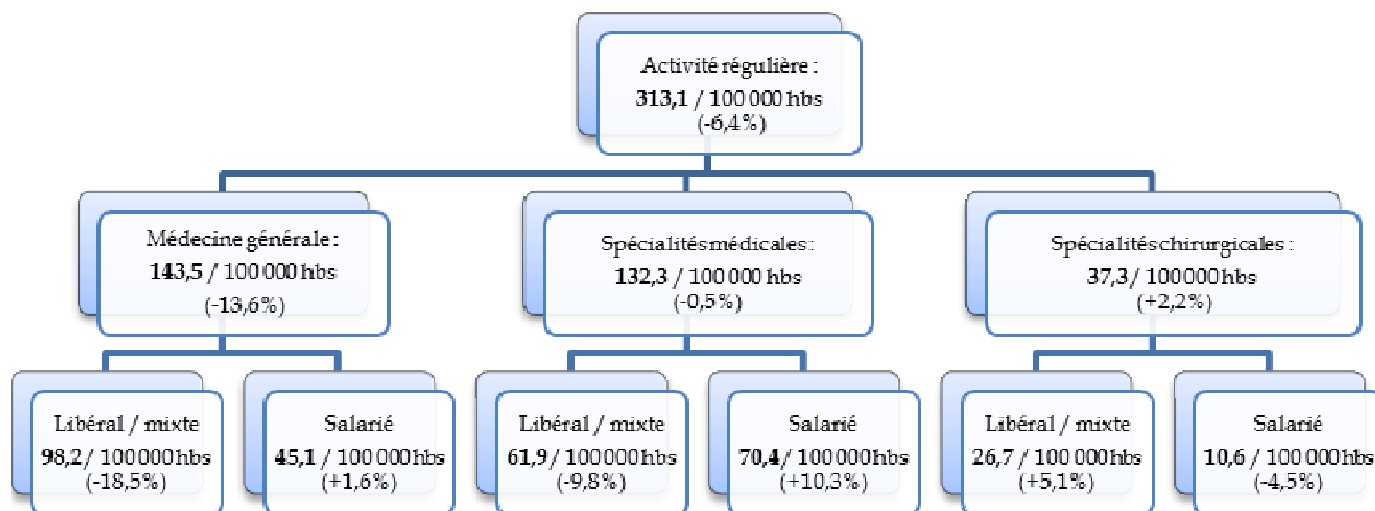 Activité régulière :
313,1 / 100 000 hbs
(-6,4%)
Médecine générale :
143,5 / 100 000 hbs
(-13,6%)
Spécialités médicales :
132,3 / 100 000 hbs
(-0,5%)
Spécialités chirurgicales :
37,3 / 100 000 hbs
(+2,2%)
Libéral / mixte
98,2 / 100 000 hbs
(-18,5%)
Salarié
45,1 / 100 000 hbs
(+1,6%)
Libéral / mixte
61,9 / 100 000 hbs
(-9,8%)
Salarié
70,4 / 100 000 hbs
(+10,3%)
Libéral / mixte
26,7 / 100 000 hbs
(+5,1%)
Salarié
10,6 / 100 000 hbs
(-4,5%)